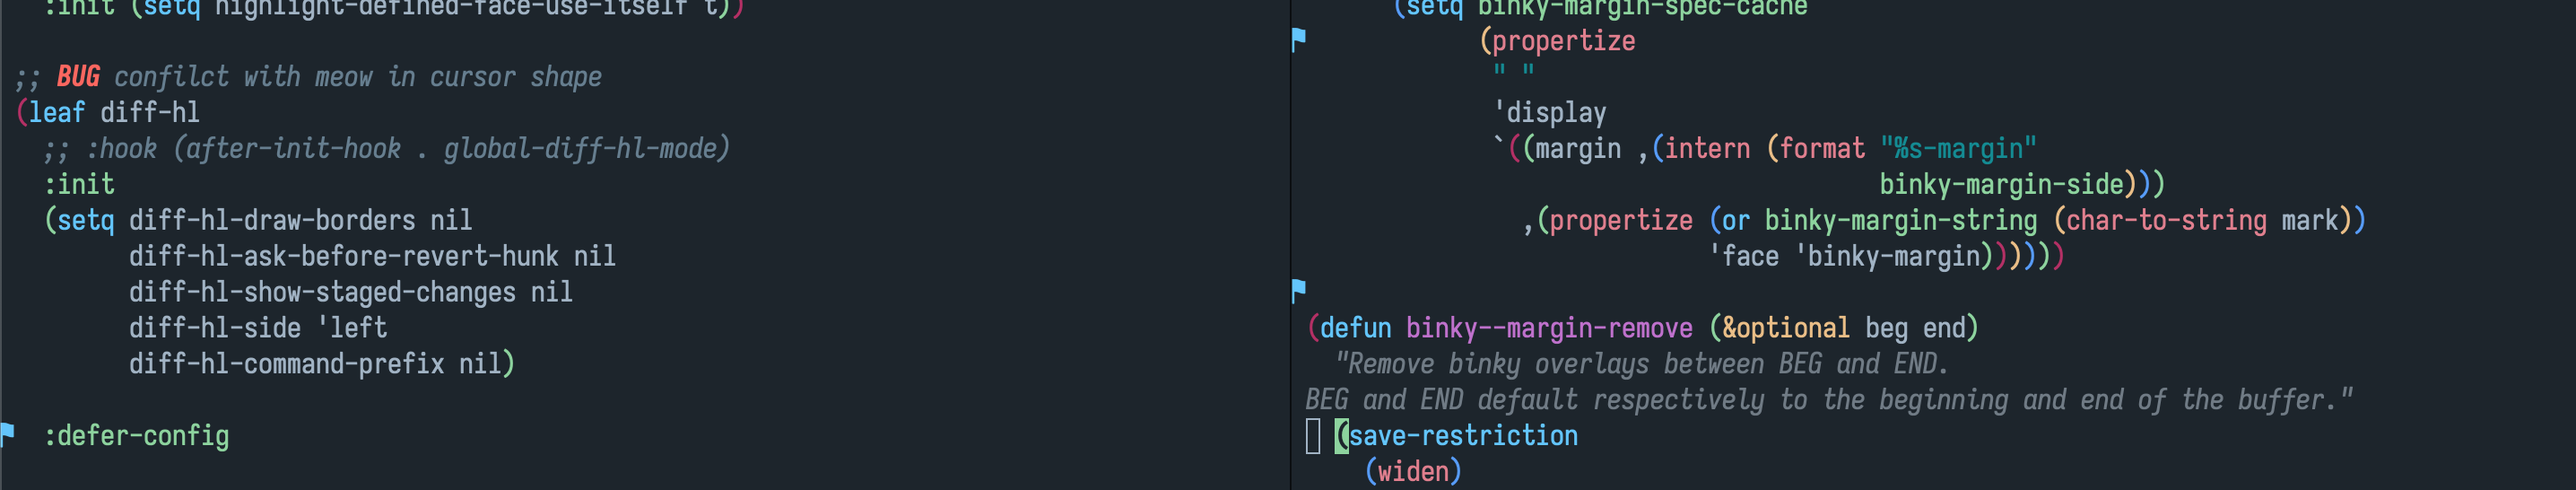 :init (setq highlight-defined-face-use-itself t))
;; BUG confilct with meow in cursor shape
(leaf diff-hl
;; :hook (after-init-hook . global-diff-hl-mode)
:init
(setq diff-hl-draw-borders nil
diff-hl-ask-before-revert-hunk nil
diff-hl-show-staged-changes nil
diff-hl-side 'left
diff-hl-command-prefix nil)
:defer-config
(setq binky-margin-spec-cache
(propertize
" "
'display
`((margin ,(intern (format "%s-margin"
binky-margin-side)))
,(propertize (or binky-margin-string (char-to-string mark))
'face 'binky-margin))))))
(defun binky--margin-remove (&optional beg end)
"Remove binky overlays between BEG and END.
BEG and END default respectively to the beginning and end of the buffer."
(save-restriction
(widen)